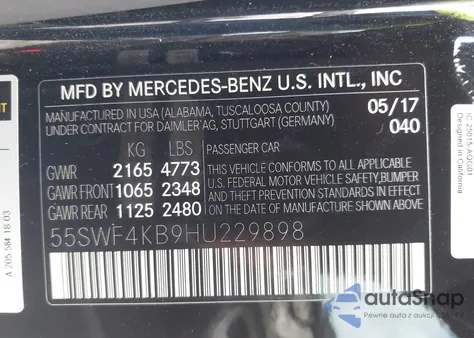 MFD BY MERCEDES-BENZ U.S. INTL., INC
MANUFACTURED IN USA (ALABAMA, TUSCALOOSA COUNTY) 05/17
UNDER CONTRACT FOR DAIMLER AG, STUTTGART (GERMANY) 040
KG LBS PASSENGER CAR
GVWR 2165 4773
GAWR FRONT 1065 2348
GAWR REAR 1125 2480
THIS VEHICLE CONFORMS TO ALL APPLICABLE
U.S. FEDERAL MOTOR VEHICLE SAFETY, BUMPER
AND THEFT PREVENTION STANDARDS IN EFFECT
ON THE DATE OF MANUFACTURE SHOWN ABOVE.
55SWF4KB9HU229898
A 205 584 18 03
IC 25015-AQG01
Designed in California
autoSnap
Pewne auta z aukcji USA i